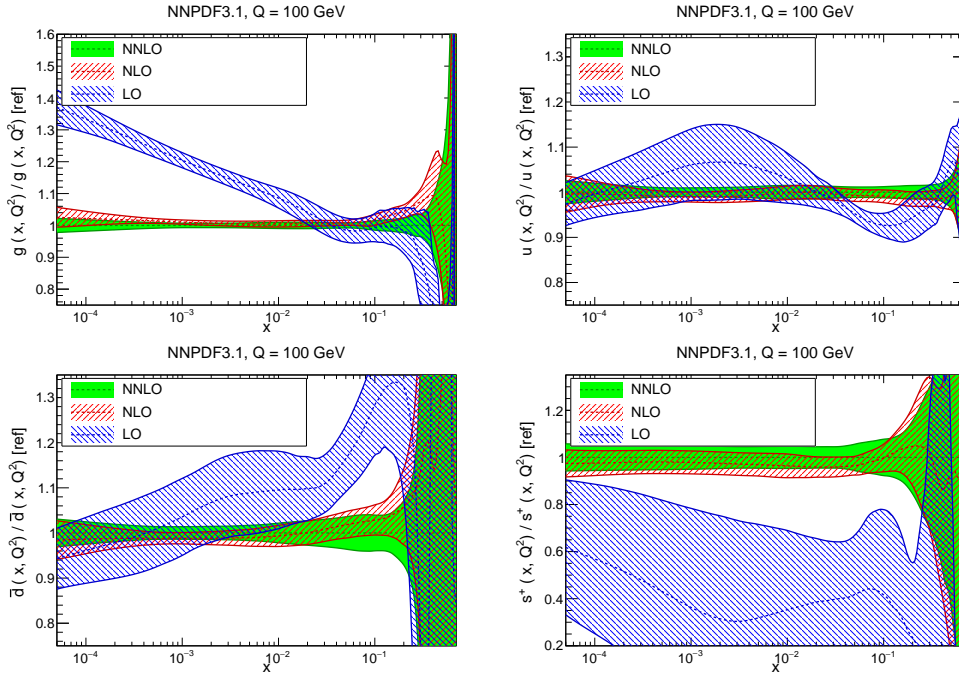 NNPDF3.1, Q = 100 GeV
NNLO
NLO
LO
g ( x, Q²) / g ( x, Q²) [ref]
1.6
1.5
1.4
1.3
1.2
1.1
1
0.9
0.8
10⁻⁴
10⁻³
10⁻²
10⁻¹
x
NNPDF3.1, Q = 100 GeV
NNLO
NLO
LO
u ( x, Q²) / u ( x, Q²) [ref]
1.3
1.2
1.1
1
0.9
0.8
10⁻⁴
10⁻³
10⁻²
10⁻¹
x
NNPDF3.1, Q = 100 GeV
NNLO
NLO
LO
d̅ ( x, Q²) / d̅ ( x, Q²) [ref]
1.3
1.2
1.1
1
0.9
0.8
10⁻⁴
10⁻³
10⁻²
10⁻¹
x
NNPDF3.1, Q = 100 GeV
NNLO
NLO
LO
s⁺ ( x, Q²) / s⁺ ( x, Q²) [ref]
1.2
1
0.8
0.6
0.4
0.2
10⁻⁴
10⁻³
10⁻²
10⁻¹
x